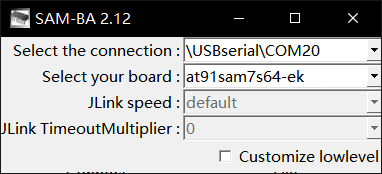 SAM-BA 2.12
Select the connection : \USBserial\COM20
Select your board : at91sam7s64-ek
JLink speed : default
JLink TimeoutMultiplier : 0
Customize lowlevel